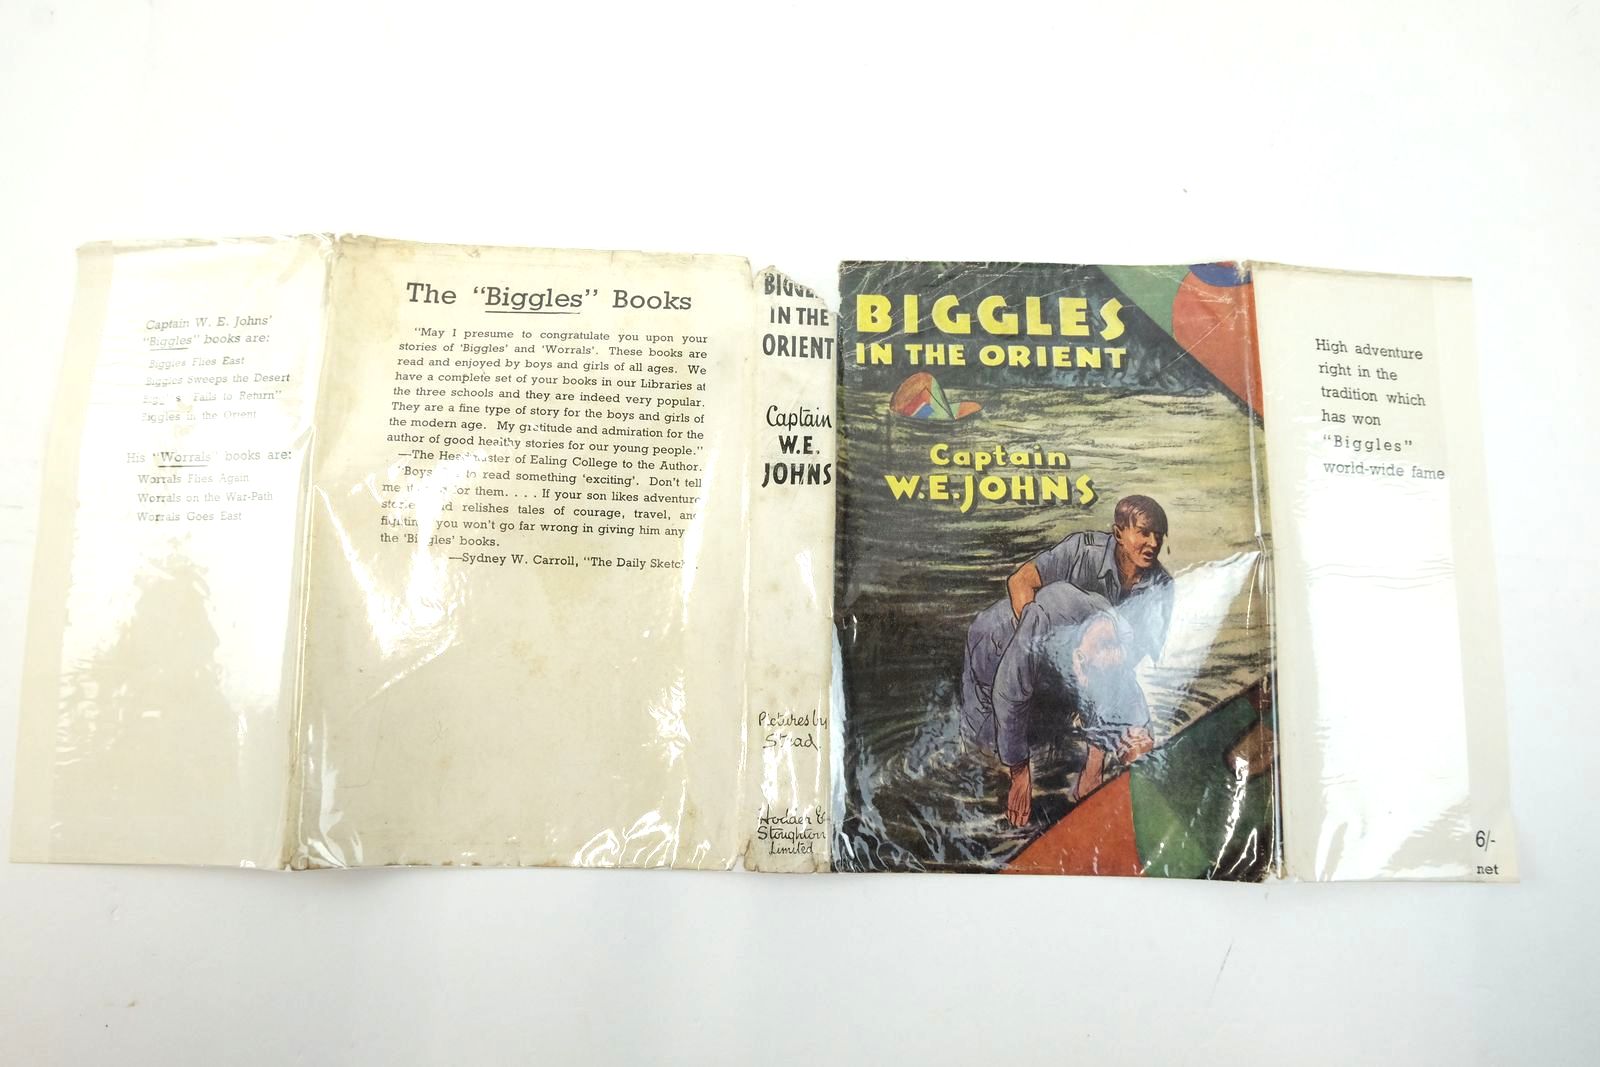 Captain W. E. Johns'
"Biggles" books are:
Biggles Flies East
Biggles Sweeps the Desert
Fails to Return"
Biggles in the Orient
His "Worrals" books are:
Worrals Flies Again
Worrals on the War-Path
Worrals Goes East
The "Biggles" Books
"May I presume to congratulate you upon your
stories of 'Biggles' and 'Worrals'. These books are
read and enjoyed by boys and girls of all ages. We
have a complete set of your books in our Libraries at
the three schools and they are indeed very popular.
They are a fine type of story for the boys and girls of
the modern age. My gratitude and admiration for the
author of good healthy stories for our young people."
—The Headmaster of Ealing College to the Author.
"Boys to read something 'exciting'. Don't tell
me for them. . . . If your son likes adventure
relishes tales of courage, travel, and
fighting you won't go far wrong in giving him any
the 'Biggles' books.
—Sydney W. Carroll, "The Daily Sketch
BIGGLES
IN THE
ORIENT
Captain
W.E.
JOHNS
Pictures by
Stead
Hodder &
Stoughton
Limited
BIGGLES
IN THE ORIENT
Captain
W.E.JOHNS
High adventure
right in the
tradition which
has won
"Biggles"
world-wide fame
6/-
net